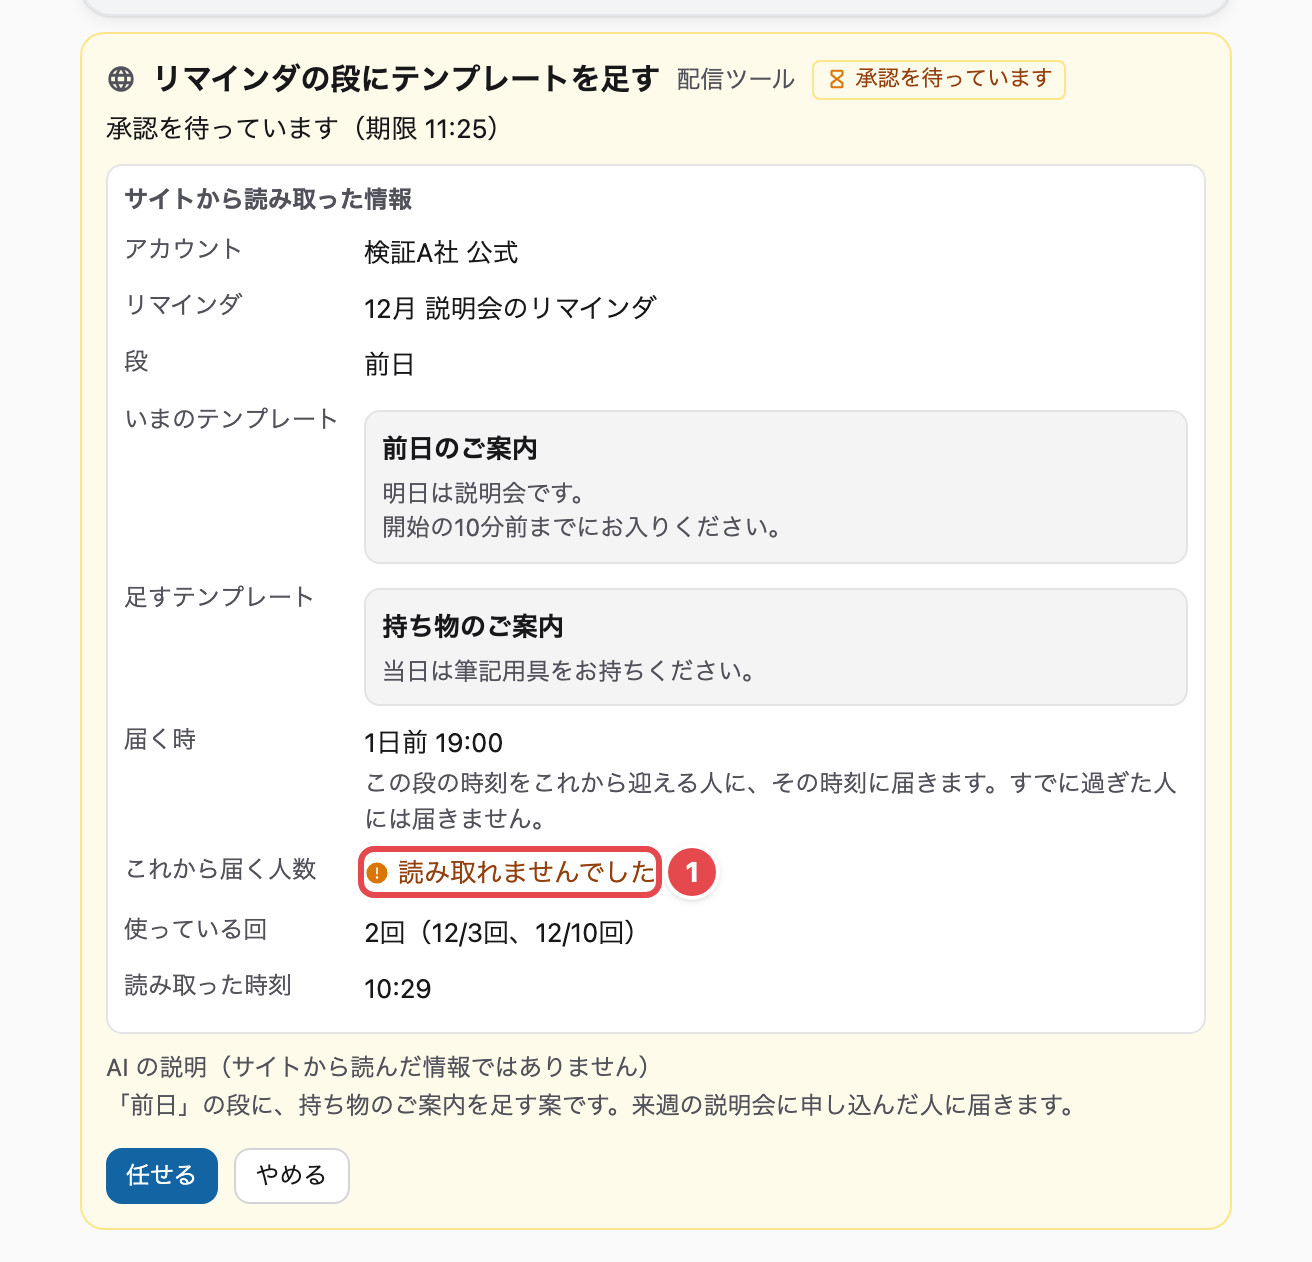 リマインダの段にテンプレートを足す 配信ツール 承認を待っています
承認を待っています（期限 11:25）
サイトから読み取った情報
アカウント 検証A社 公式
リマインダ 12月 説明会のリマインダ
段 前日
いまのテンプレート 前日のご案内
明日は説明会です。
開始の10分前までにお入りください。
足すテンプレート 持ち物のご案内
当日は筆記用具をお持ちください。
届く時 1日前 19:00
この段の時刻をこれから迎える人に、その時刻に届きます。すでに過ぎた人
には届きません。
これから届く人数 読み取れませんでした 1
使っている回 2回（12/3回、12/10回）
読み取った時刻 10:29
AI の説明（サイトから読んだ情報ではありません）
「前日」の段に、持ち物のご案内を足す案です。来週の説明会に申し込んだ人に届きます。
任せる やめる